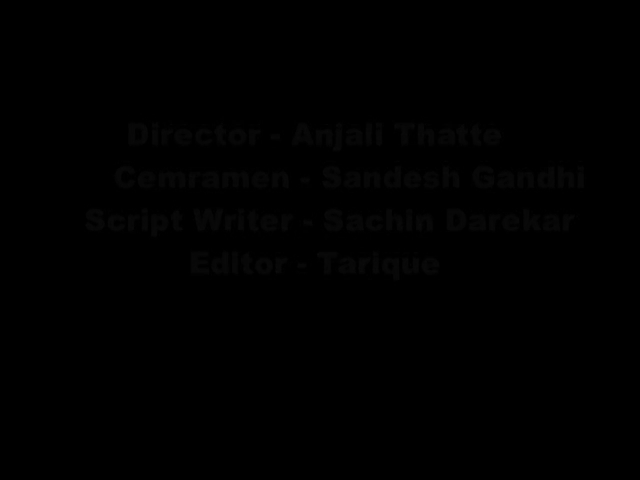 Director - Anjali Thatte
Cemramen - Sandesh Gandhi
Script Writer - Sachin Darekar
Editor - Tarique